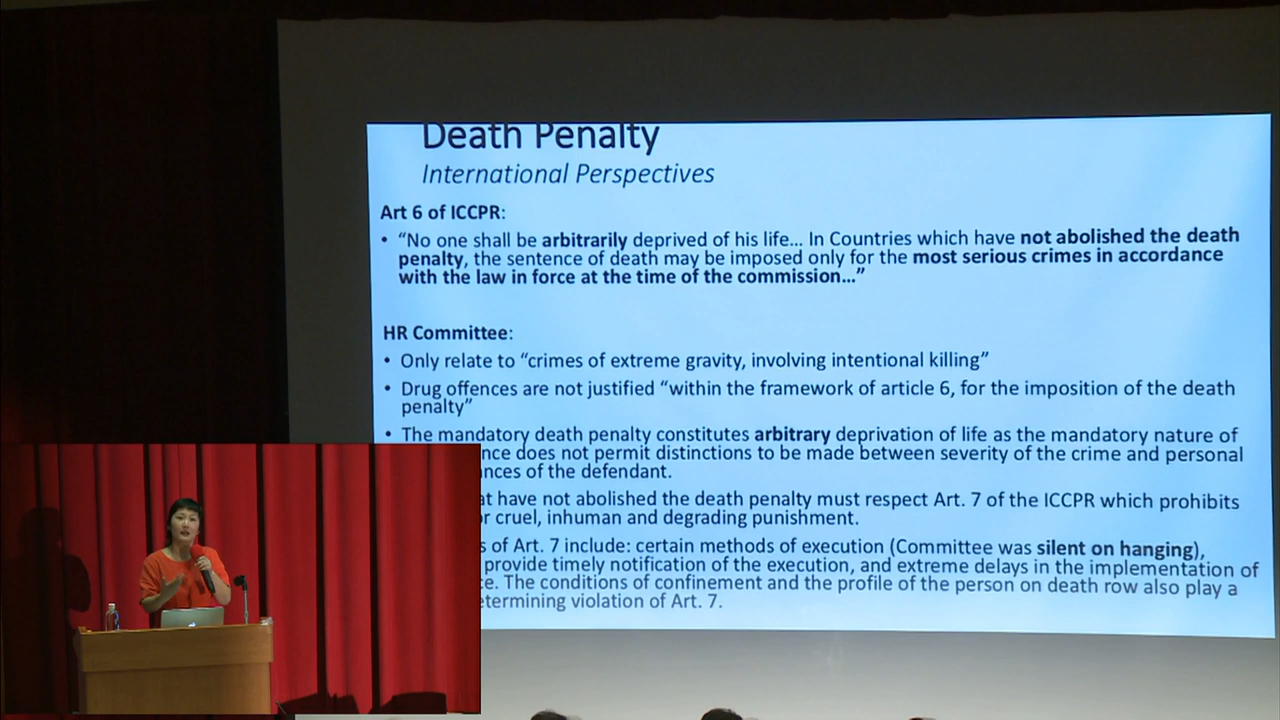 Death Penalty
International Perspectives
Art 6 of ICCPR:
• “No one shall be arbitrarily deprived of his life... In Countries which have not abolished the death
penalty, the sentence of death may be imposed only for the most serious crimes in accordance
with the law in force at the time of the commission...”
HR Committee:
• Only relate to “crimes of extreme gravity, involving intentional killing”
• Drug offences are not justified “within the framework of article 6, for the imposition of the death
penalty”
• The mandatory death penalty constitutes arbitrary deprivation of life as the mandatory nature of
nce does not permit distinctions to be made between severity of the crime and personal
ances of the defendant.
at have not abolished the death penalty must respect Art. 7 of the ICCPR which prohibits
r cruel, inhuman and degrading punishment.
s of Art. 7 include: certain methods of execution (Committee was silent on hanging),
provide timely notification of the execution, and extreme delays in the implementation of
e. The conditions of confinement and the profile of the person on death row also play a
etermining violation of Art. 7.